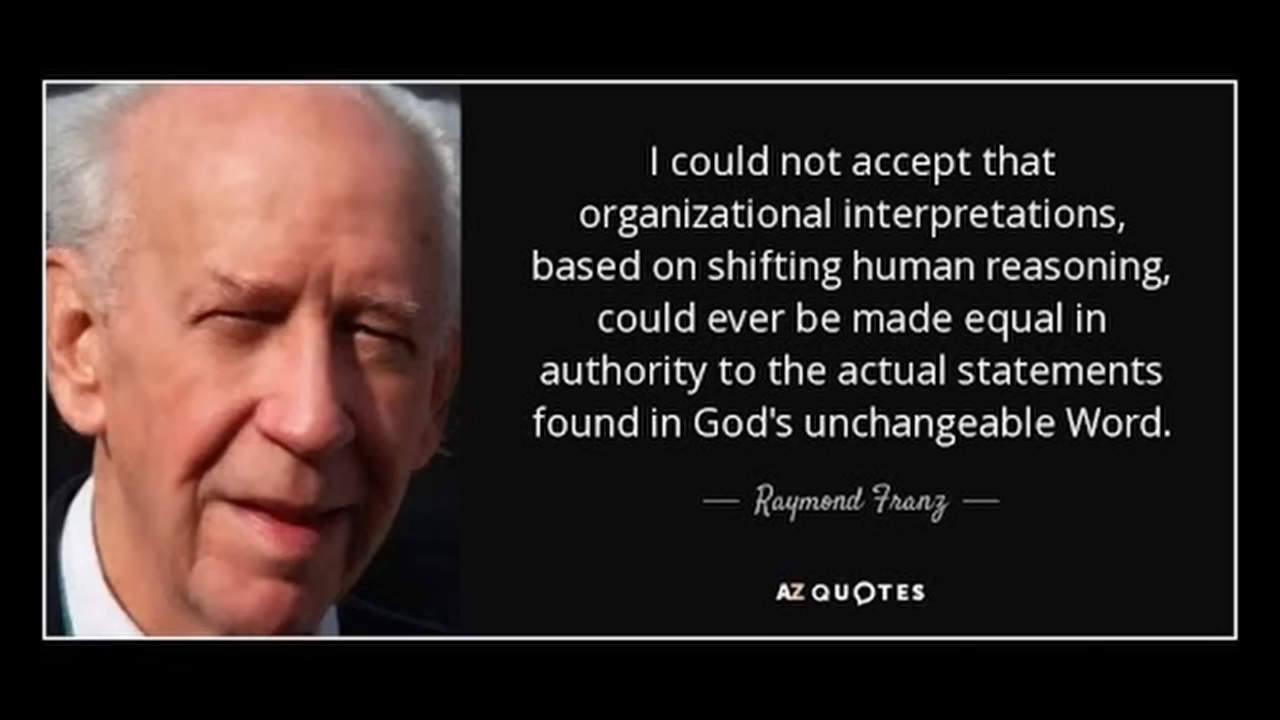 I could not accept that
organizational interpretations,
based on shifting human reasoning,
could ever be made equal in
authority to the actual statements
found in God's unchangeable Word.
— Raymond Franz —
AZ QUOTES